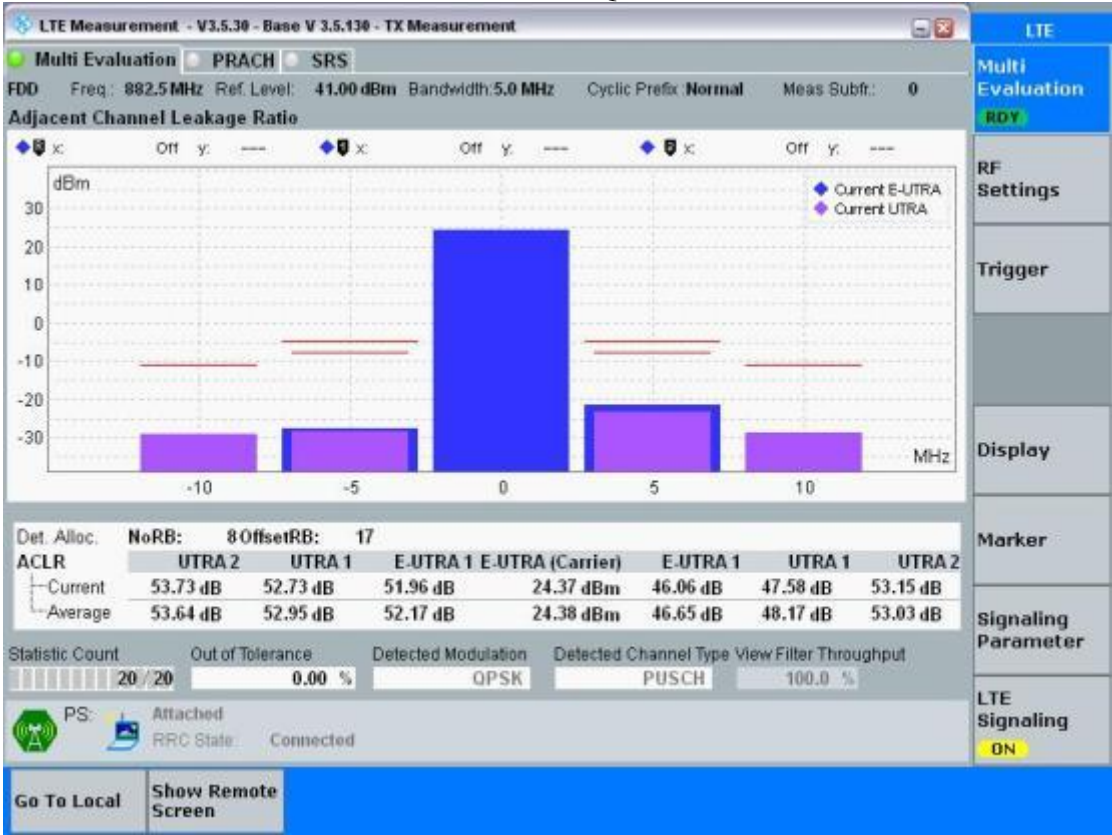 LTE Measurement - V3.5.30 - Base V 3.5.130 - TX Measurement
LTE
Multi Evaluation PRACH SRS
Multi
Evaluation
RDY
FDD Freq.: 882.5 MHz Ref. Level: 41.00 dBm Bandwidth: 5.0 MHz Cyclic Prefix: Normal Meas Subfr.: 0
Adjacent Channel Leakage Ratio
x: Off y: --- x: Off y: --- x: Off y: ---
dBm
Current E-UTRA
Current UTRA
30
20
10
0
-10
-20
-30
MHz
-10 -5 0 5 10
RF
Settings
Trigger
Display
Marker
Signaling
Parameter
LTE
Signaling
ON
Det. Alloc. NoRB: 8 OffsetRB: 17
ACLR UTRA 2 UTRA 1 E-UTRA 1 E-UTRA (Carrier) E-UTRA 1 UTRA 1 UTRA 2
Current 53.73 dB 52.73 dB 51.96 dB 24.37 dBm 46.06 dB 47.58 dB 53.15 dB
Average 53.64 dB 52.95 dB 52.17 dB 24.38 dBm 46.65 dB 48.17 dB 53.03 dB
Statistic Count Out of Tolerance Detected Modulation Detected Channel Type View Filter Throughput
20 / 20 0.00 % QPSK PUSCH 100.0 %
PS: Attached
RRC State: Connected
Go To Local
Show Remote
Screen